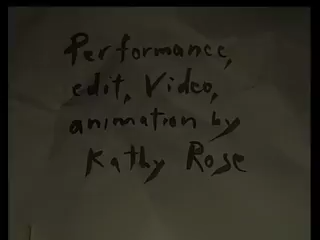 Performance,
edit, Video,
animation by
Kathy Rose